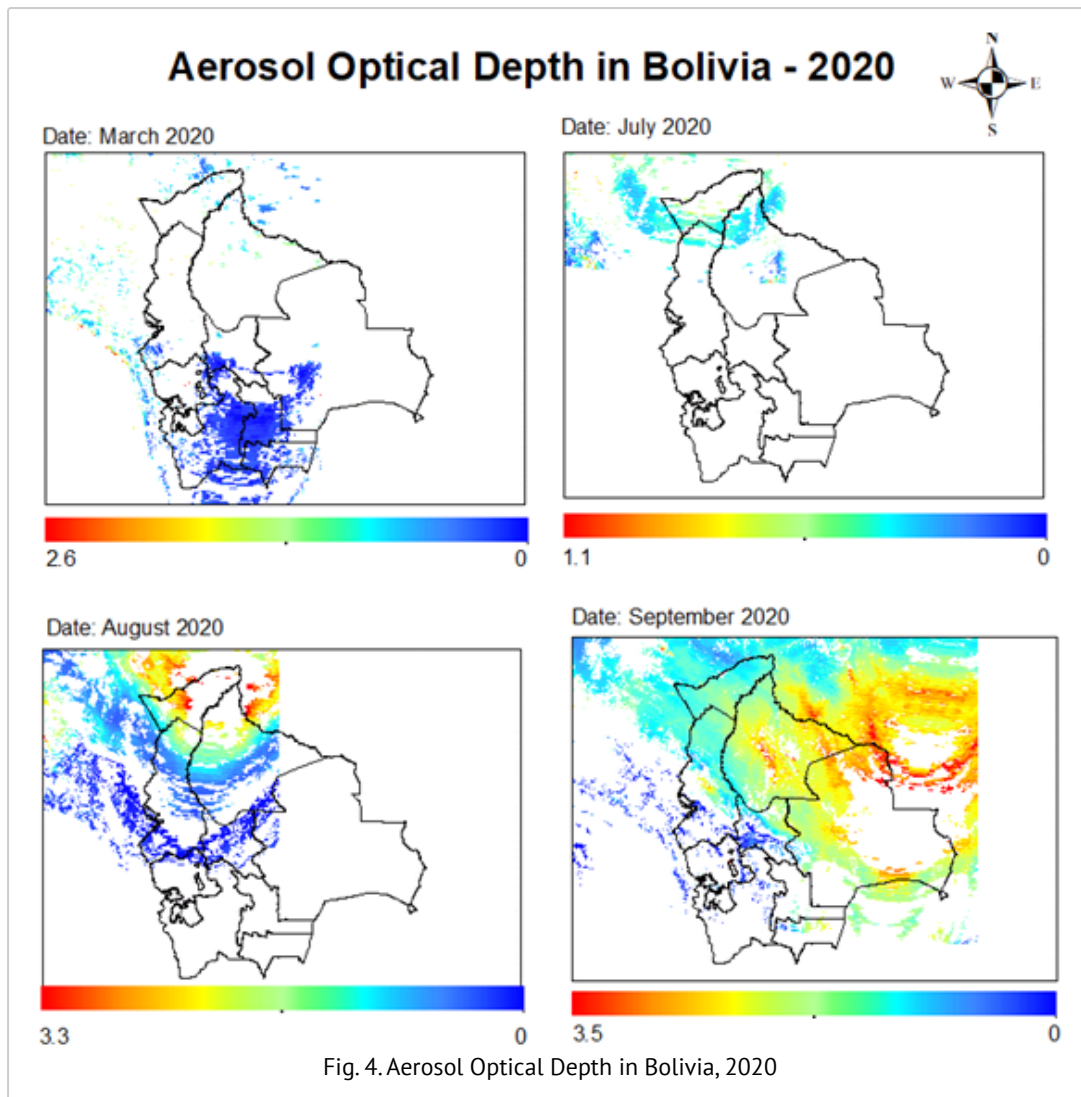 Aerosol Optical Depth in Bolivia - 2020
N
W E
S
Date: March 2020
Date: July 2020
2.6 0
1.1 0
Date: August 2020
Date: September 2020
3.3 0
3.5 0
Fig. 4. Aerosol Optical Depth in Bolivia, 2020